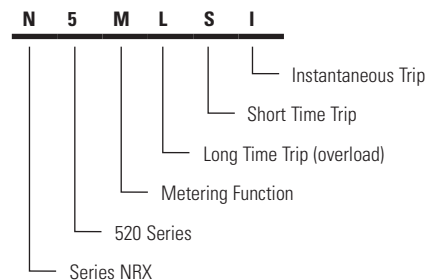 N 5 M L S I
Instantaneous Trip
Short Time Trip
Long Time Trip (overload)
Metering Function
520 Series
Series NRX